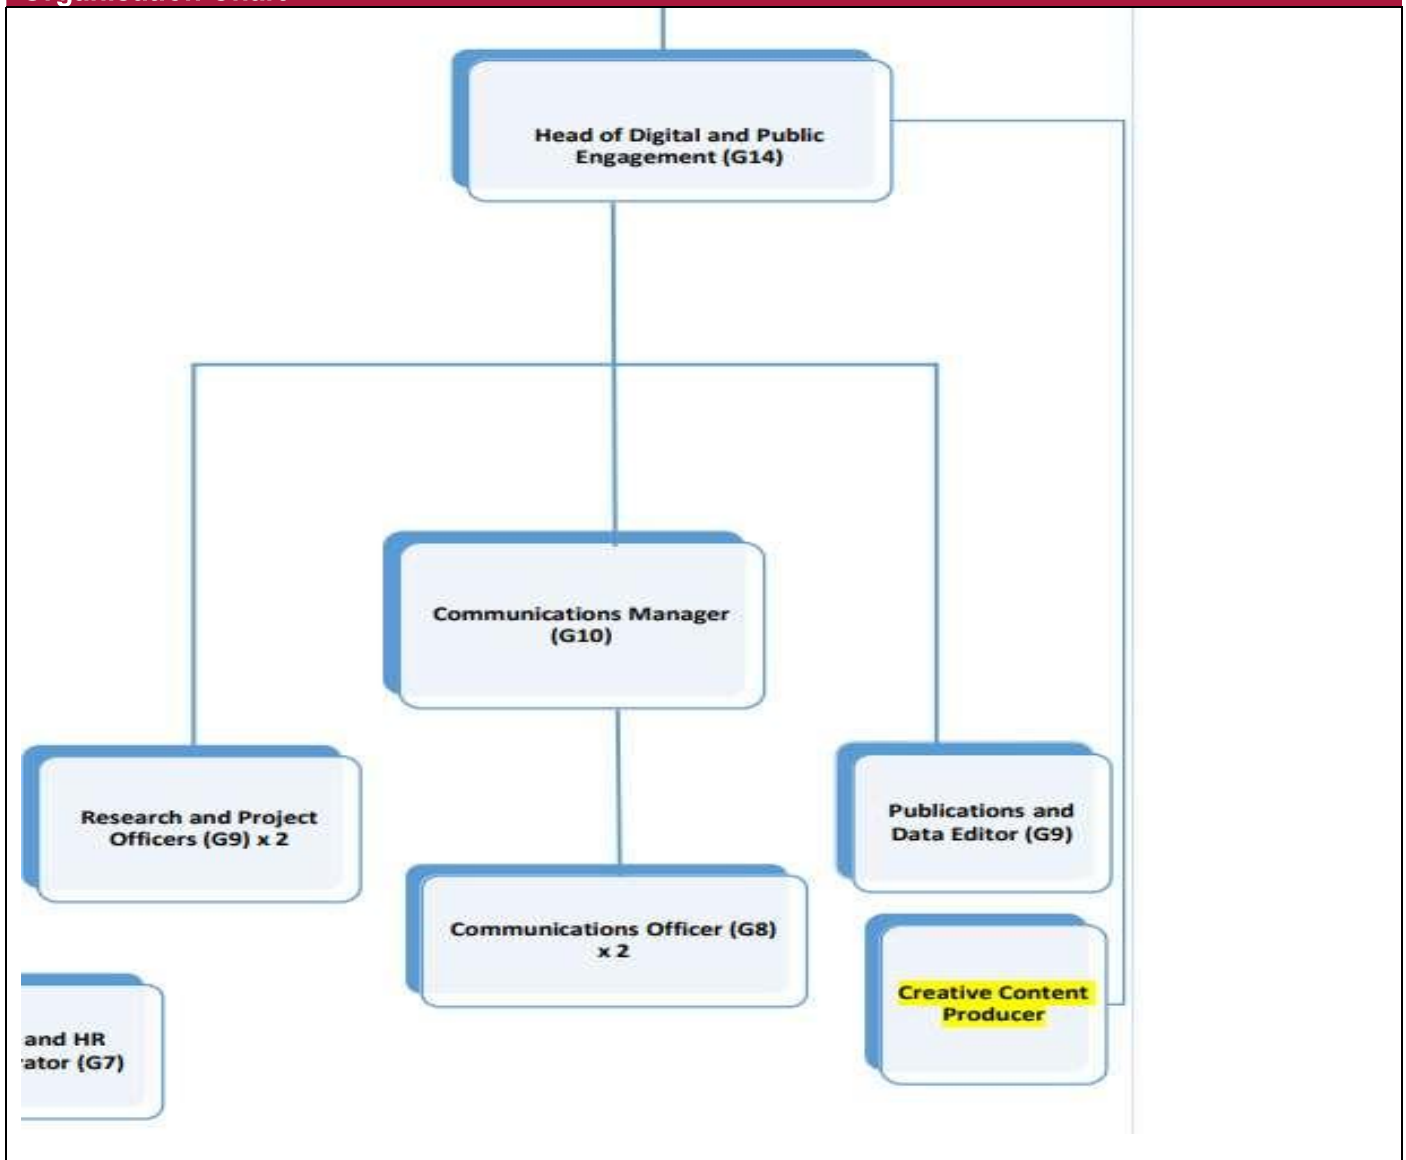 Head of Digital and Public
Engagement (G14)
Communications Manager
(G10)
Research and Project
Officers (G9) x 2
Publications and
Data Editor (G9)
Communications Officer (G8)
x 2
Creative Content
Producer
and HR
rator (G7)